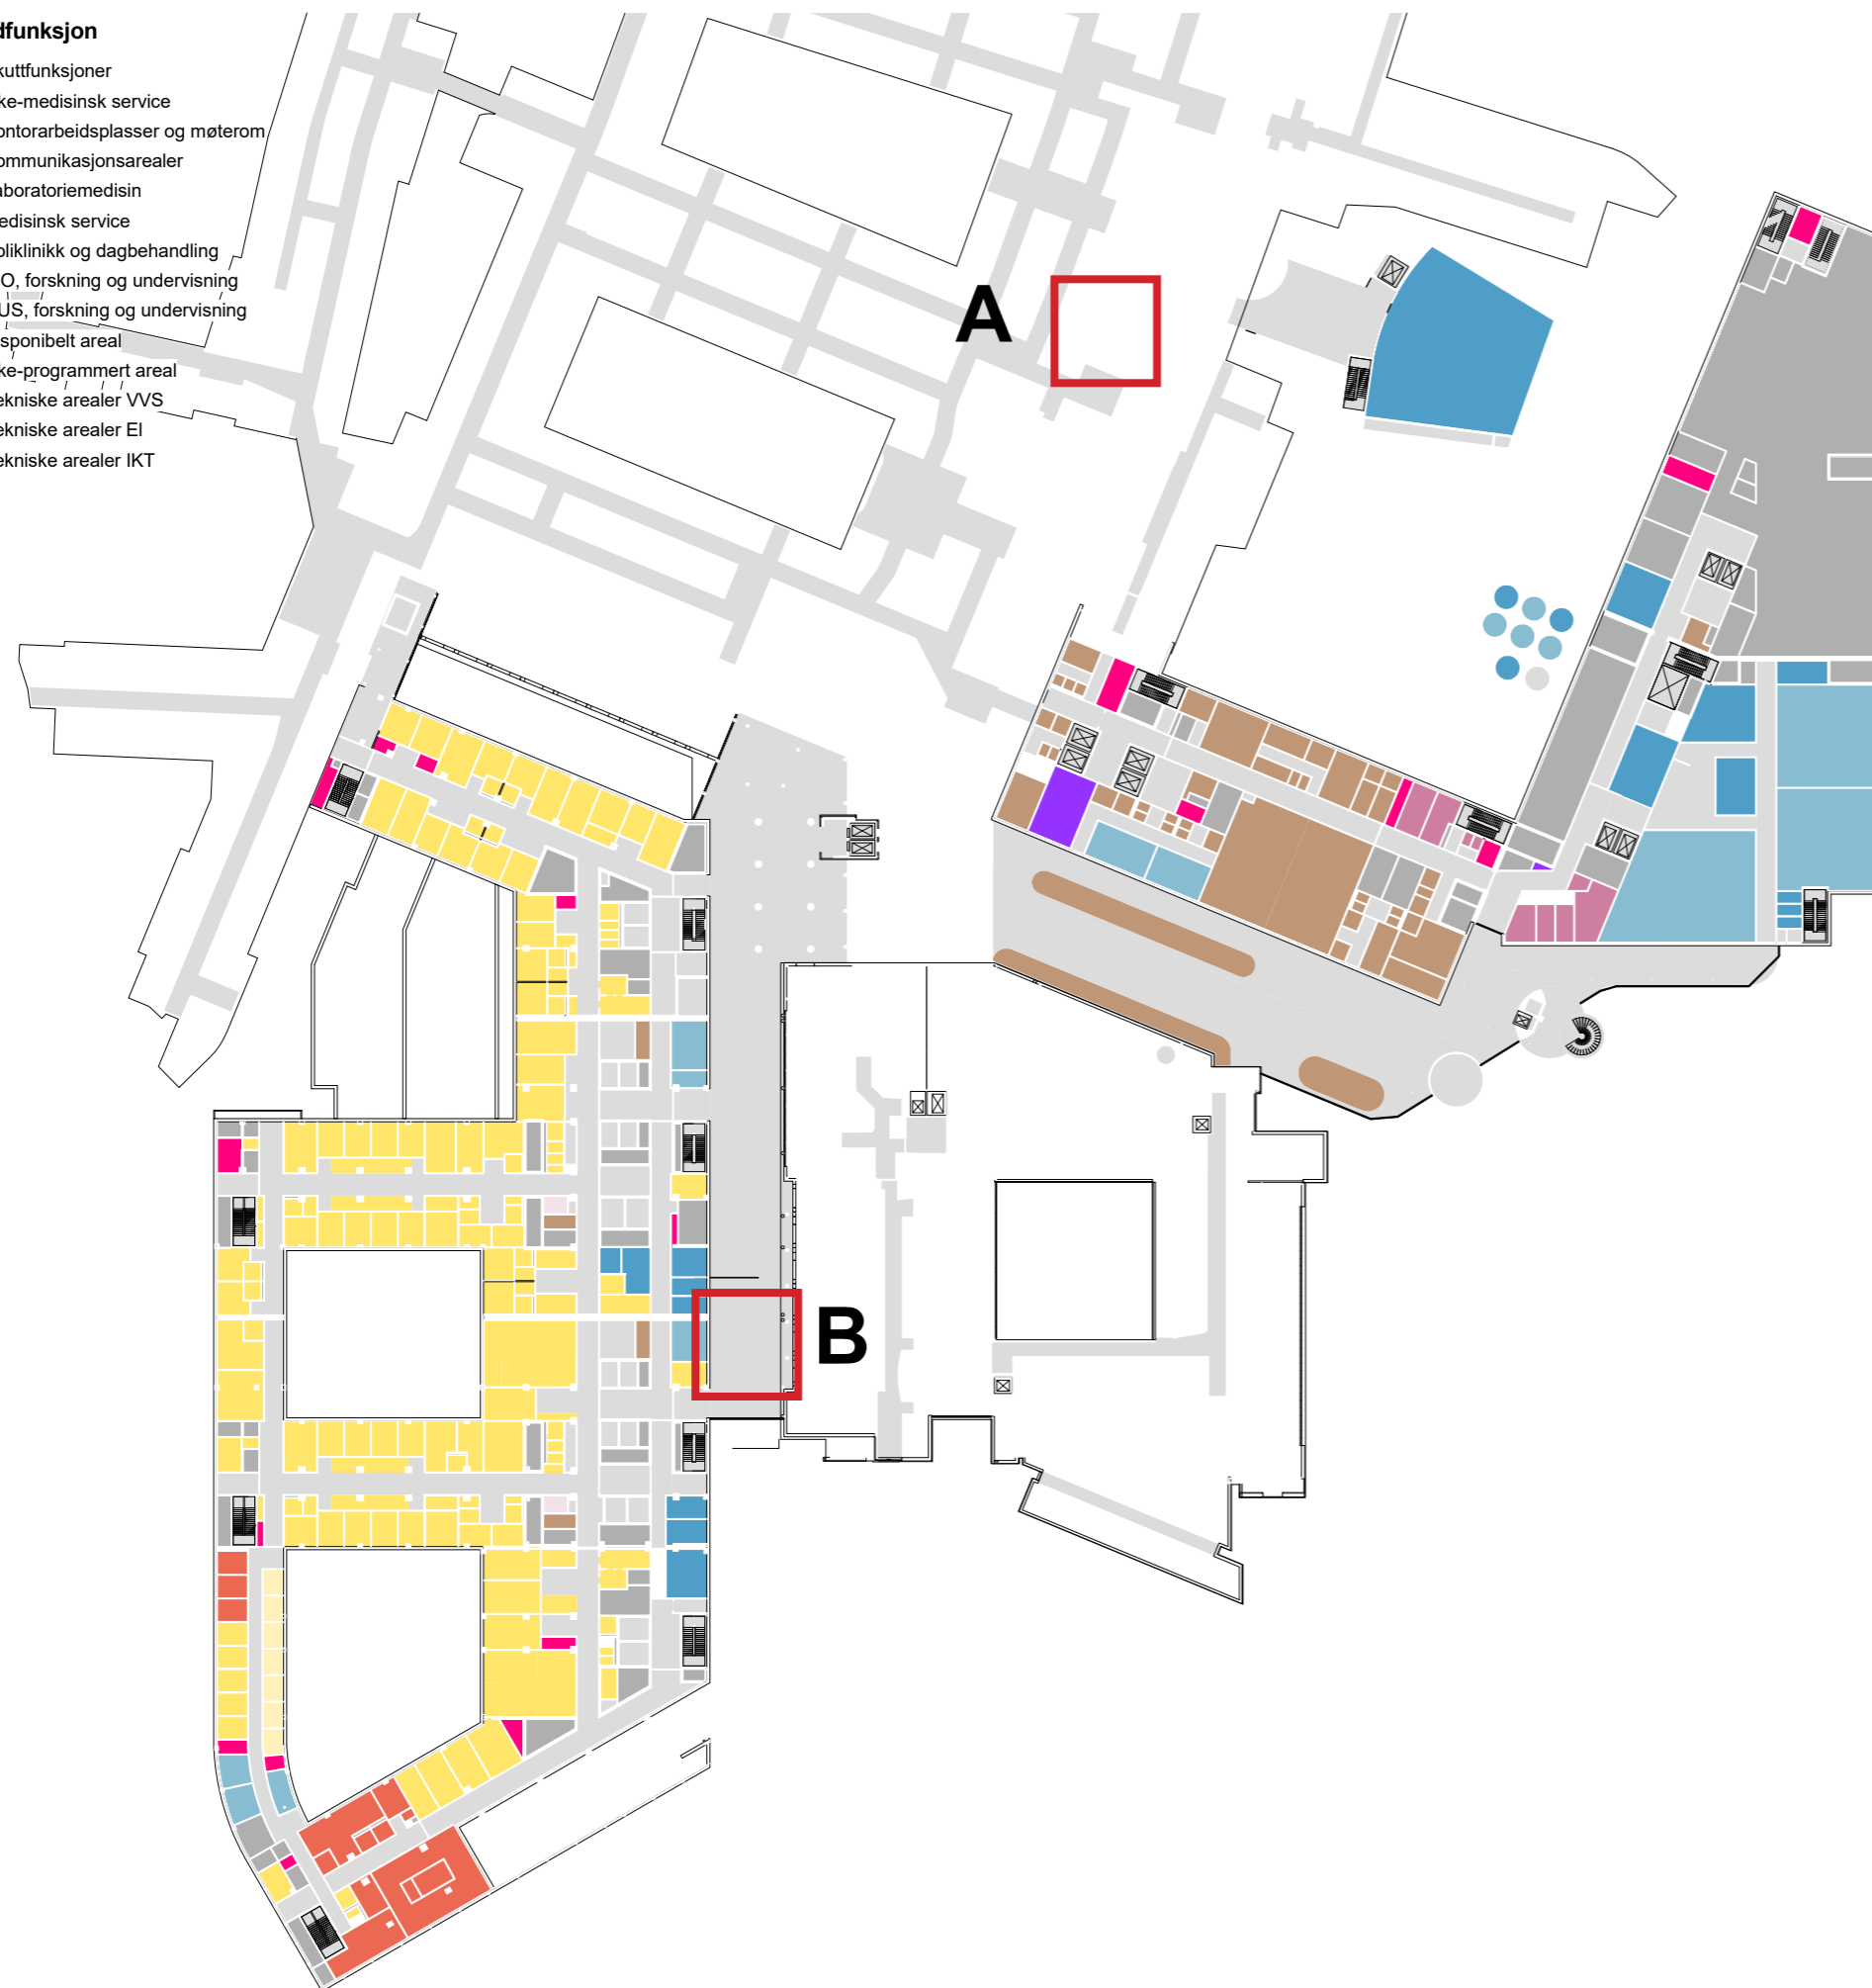 dfunksjon
kuttfunksjoner
ke-medisinsk service
ontorarbeidsplasser og møterom
ommunikasjonsarealer
aboratoriemedisin
edisinsk service
oliklinikk og dagbehandling
O, forskning og undervisning
US, forskning og undervisning
sponibelt areal
ke-programmert areal
ekniske arealer VVS
ekniske arealer El
ekniske arealer IKT
A
B